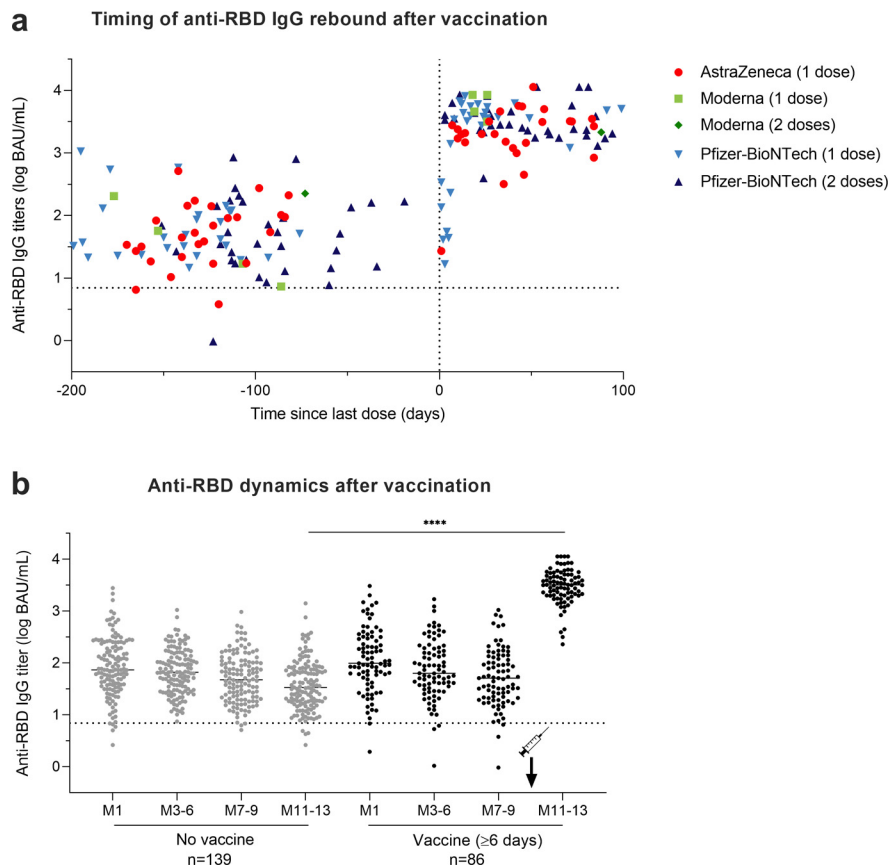 a
Timing of anti-RBD IgG rebound after vaccination
Anti-RBD IgG titers (log BAU/mL)
4
3
2
1
0
-200
-100
0
100
Time since last dose (days)
AstraZeneca (1 dose)
Moderna (1 dose)
Moderna (2 doses)
Pfizer-BioNTech (1 dose)
Pfizer-BioNTech (2 doses)
b
Anti-RBD dynamics after vaccination
Anti-RBD IgG titer (log BAU/mL)
****
4
3
2
1
0
M1
M3-6
M7-9
M11-13
M1
M3-6
M7-9
M11-13
No vaccine
n=139
Vaccine (≥6 days)
n=86